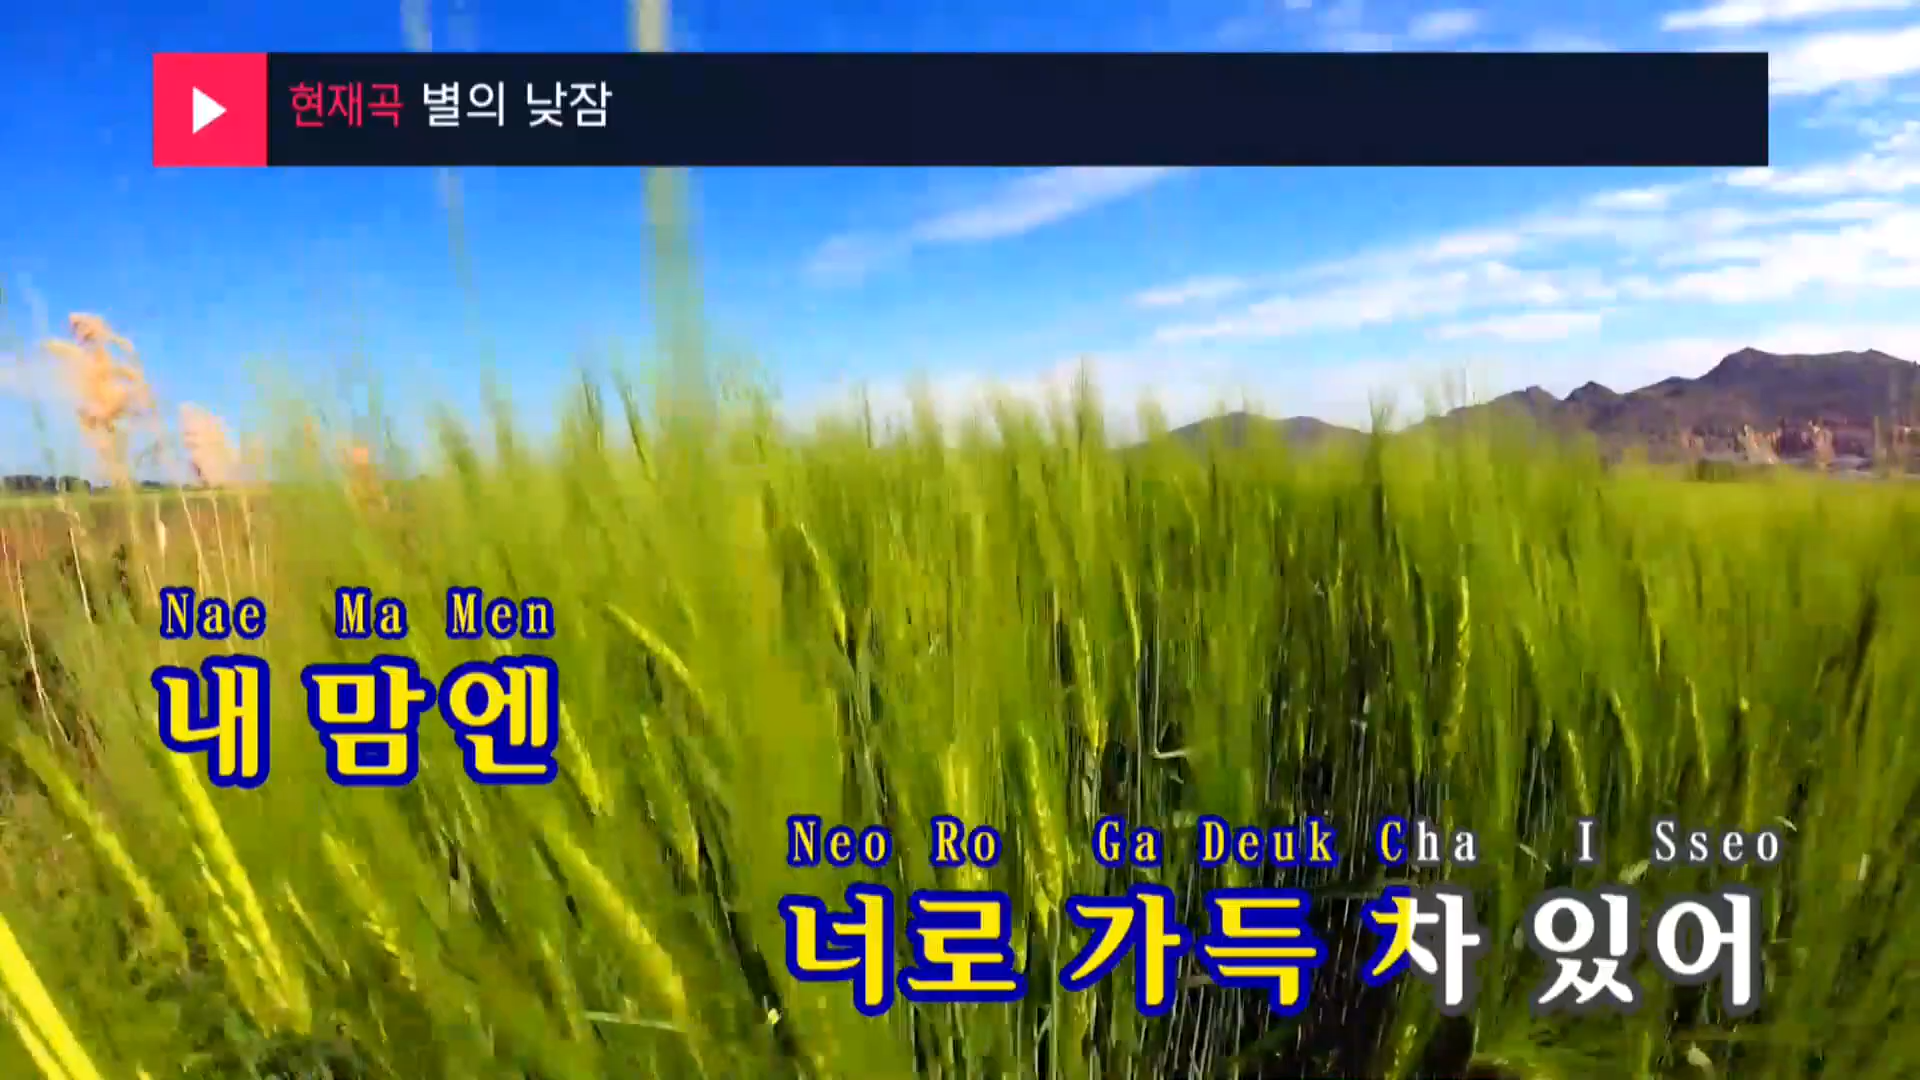 현재곡 별의 낮잠
Nae Ma Men
내 맘엔
Neo Ro Ga Deuk Cha I Sseo
너로 가득 차 있어